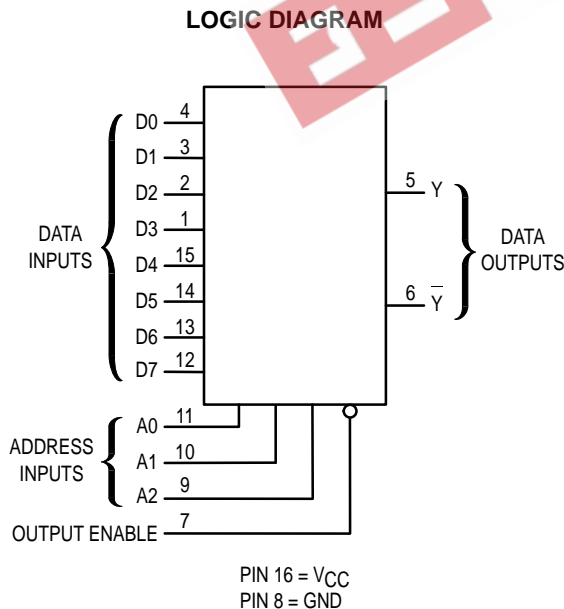 LOGIC DIAGRAM
D0 4
D1 3
D2 2
D3 1
D4 15
D5 14
D6 13
D7 12
DATA
INPUTS
5 Y
6 Y̅
DATA
OUTPUTS
A0 11
A1 10
A2 9
ADDRESS
INPUTS
OUTPUT ENABLE 7
PIN 16 = VCC
PIN 8 = GND